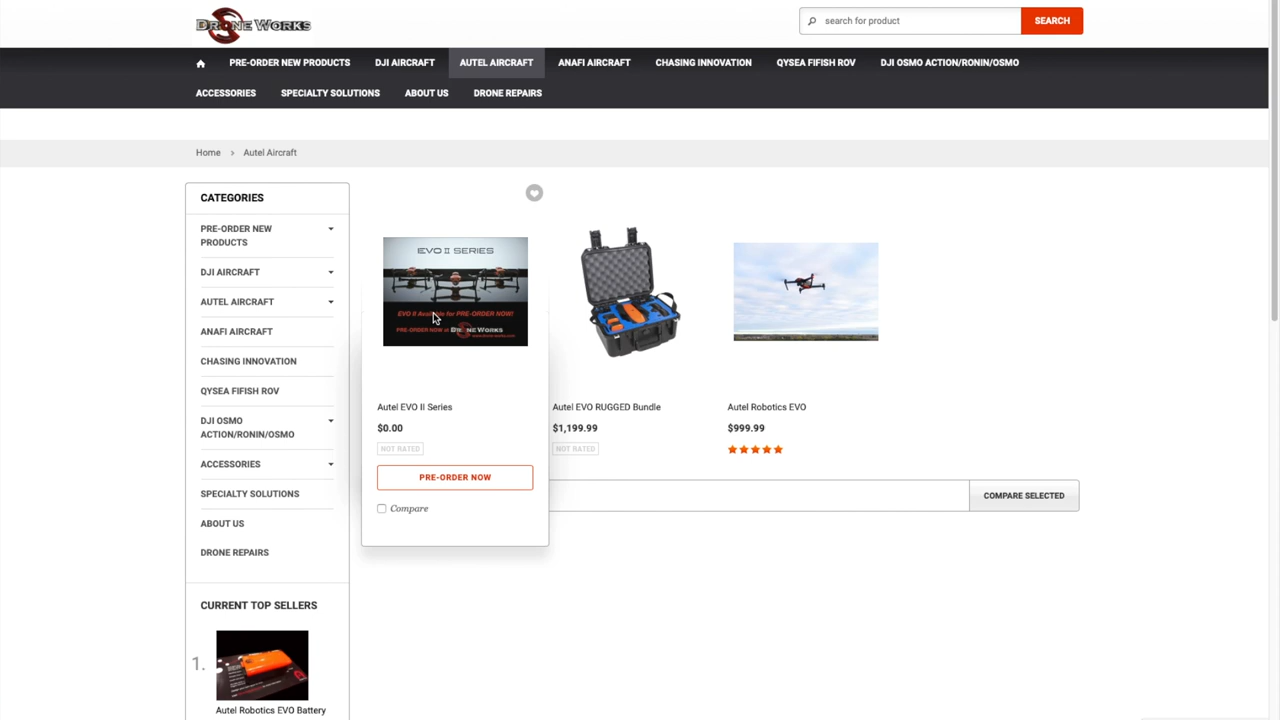 DRONEWORKS
search for product
SEARCH
PRE-ORDER NEW PRODUCTS
DJI AIRCRAFT
AUTEL AIRCRAFT
ANAFI AIRCRAFT
CHASING INNOVATION
QYSEA FIFISH ROV
DJI OSMO ACTION/RONIN/OSMO
ACCESSORIES
SPECIALTY SOLUTIONS
ABOUT US
DRONE REPAIRS
Home > Autel Aircraft
CATEGORIES
PRE-ORDER NEW
PRODUCTS
DJI AIRCRAFT
AUTEL AIRCRAFT
ANAFI AIRCRAFT
CHASING INNOVATION
QYSEA FIFISH ROV
DJI OSMO
ACTION/RONIN/OSMO
ACCESSORIES
SPECIALTY SOLUTIONS
ABOUT US
DRONE REPAIRS
CURRENT TOP SELLERS
1.
Autel Robotics EVO Battery
EVO II SERIES
EVO II Available for PRE-ORDER NOW!
PRE-ORDER NOW at DRONEWORKS
Autel EVO II Series
$0.00
NOT RATED
PRE-ORDER NOW
Compare
Autel EVO RUGGED Bundle
$1,199.99
NOT RATED
Autel Robotics EVO
$999.99
COMPARE SELECTED